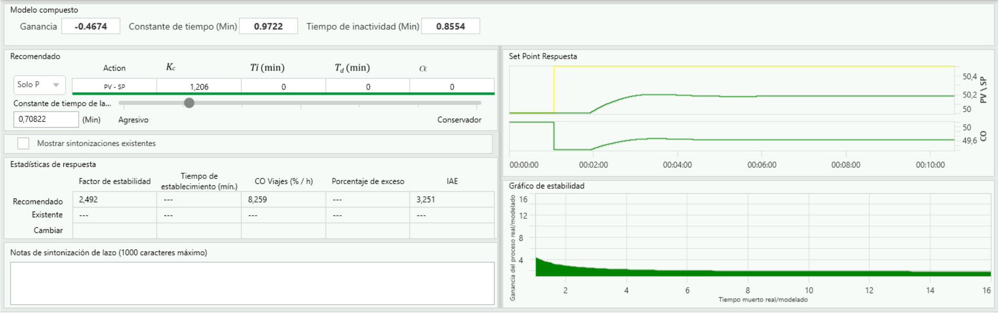 Modelo compuesto
Ganancia -0.4674 Constante de tiempo (Min) 0.9722 Tiempo de inactividad (Min) 0.8554
Recomendado
Action Kc Ti (min) Td (min) α
Solo P PV - SP 1,206 0 0 0
Constante de tiempo de la...
0,70822 (Min) Agresivo Conservador
Mostrar sintonizaciones existentes
Estadísticas de respuesta
Factor de estabilidad Tiempo de establecimiento (mín.) CO Viajes (% / h) Porcentaje de exceso IAE
Recomendado 2,492 --- 8,259 --- 3,251
Existente --- --- --- --- ---
Cambiar
Notas de sintonización de lazo (1000 caracteres máximo)
Set Point Respuesta
50,4
50,2
50
PV \ SP
50
49,6
CO
00:00:00 00:02:00 00:04:00 00:06:00 00:08:00 00:10:00
Gráfico de estabilidad
Ganancia del proceso real/modelado
16
12
8
4
2 4 6 8 10 12 14 16
Tiempo muerto real/modelado